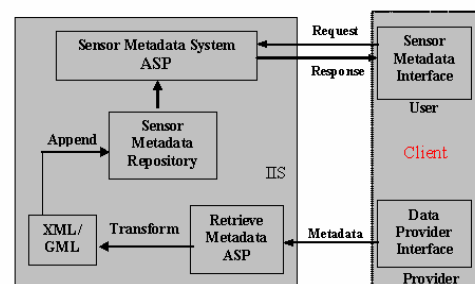 Sensor Metadata System
ASP
Request
Response
Sensor
Metadata
Interface
User
Sensor
Metadata
Repository
Append
IIS
Client
XML/
GML
Transform
Retrieve
Metadata
ASP
Metadata
Data
Provider
Interface
Provider